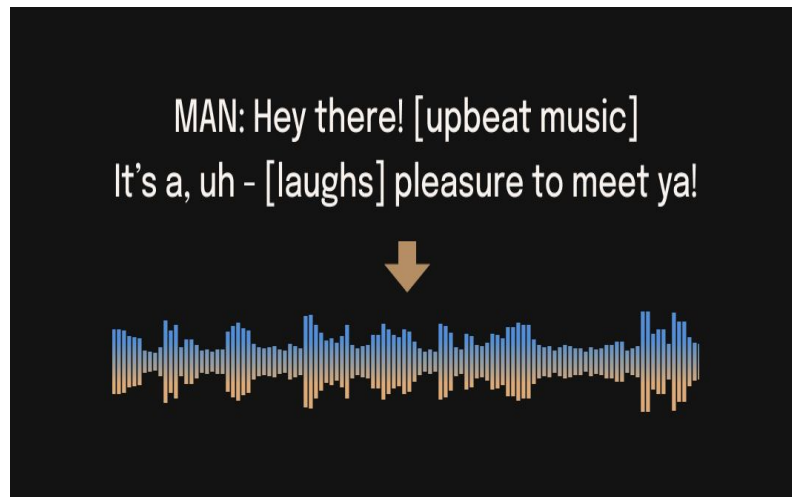 MAN: Hey there! [upbeat music]
It’s a, uh - [laughs] pleasure to meet ya!